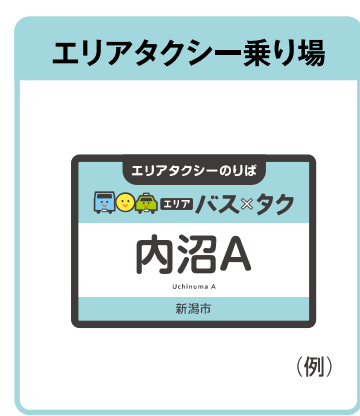 エリアタクシー乗り場
エリアタクシーのりば
エリア バス×タク
内沼A
Uchinuma A
新潟市
（例）